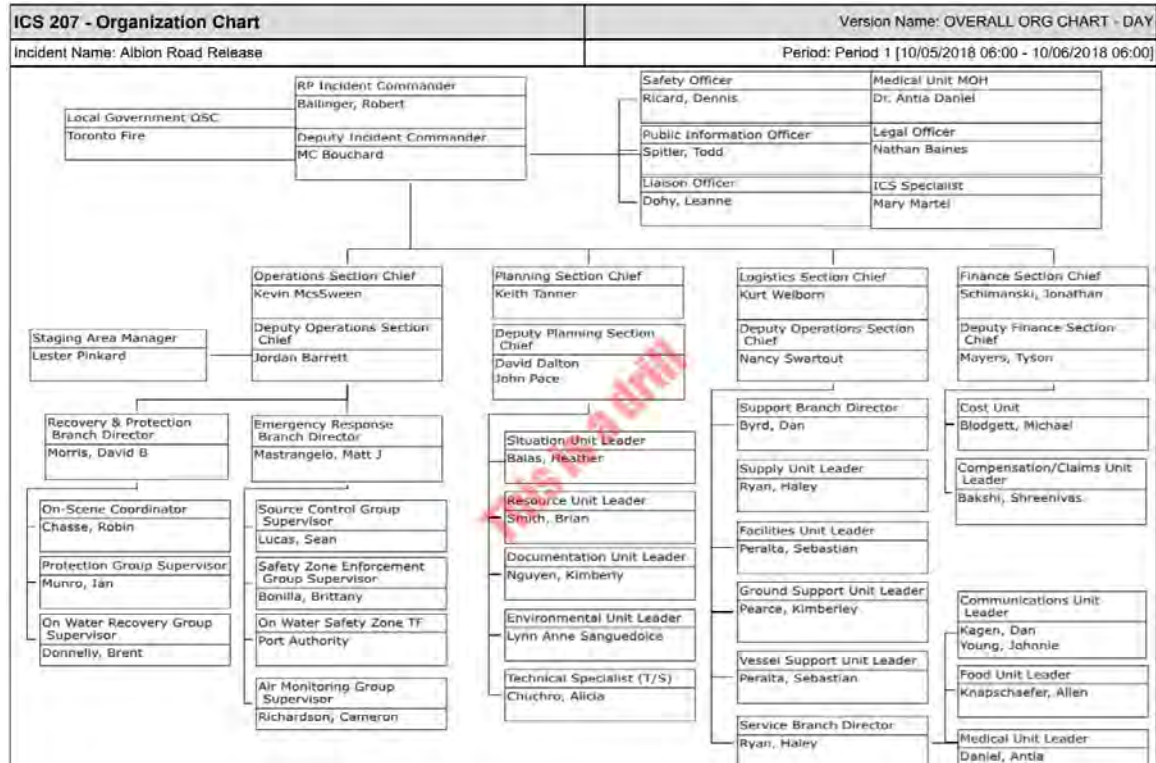 ICS 207 - Organization Chart
Version Name: OVERALL ORG CHART - DAY
Incident Name: Albion Road Release
Period: Period 1 [10/05/2018 06:00 - 10/06/2018 06:00]
RP Incident Commander
Ballinger, Robert
Deputy Incident Commander
MC Bouchard
Local Government OSC
Toronto Fire
Safety Officer
Ricard, Dennis
Medical Unit MOH
Dr. Antia Daniel
Public Information Officer
Spitler, Todd
Legal Officer
Nathan Baines
Liaison Officer
Dohy, Leanne
ICS Specialist
Mary Martel
Operations Section Chief
Kevin McsSween
Deputy Operations Section
Chief
Jordan Barrett
Staging Area Manager
Lester Pinkard
Recovery & Protection
Branch Director
Morris, David B
On-Scene Coordinator
Chasse, Robin
Protection Group Supervisor
Munro, Ian
On Water Recovery Group
Supervisor
Donnelly, Brent
Emergency Response
Branch Director
Mastrangelo, Matt J
Source Control Group
Supervisor
Lucas, Sean
Safety Zone Enforcement
Group Supervisor
Bonilla, Brittany
On Water Safety Zone TF
Port Authority
Air Monitoring Group
Supervisor
Richardson, Cameron
Planning Section Chief
Keith Tanner
Deputy Planning Section
Chief
David Dalton
John Pace
Situation Unit Leader
Balas, Heather
Resource Unit Leader
Smith, Brian
Documentation Unit Leader
Nguyen, Kimberly
Environmental Unit Leader
Lynn Anne Sanguedolce
Technical Specialist (T/S)
Chuchro, Alicia
This is a drill
Logistics Section Chief
Kurt Welborn
Deputy Operations Section
Chief
Nancy Swartout
Support Branch Director
Byrd, Dan
Supply Unit Leader
Ryan, Haley
Facilities Unit Leader
Peralta, Sebastian
Ground Support Unit Leader
Pearce, Kimberley
Vessel Support Unit Leader
Peralta, Sebastian
Service Branch Director
Ryan, Haley
Finance Section Chief
Schimanski, Jonathan
Deputy Finance Section
Chief
Mayers, Tyson
Cost Unit
Blodgett, Michael
Compensation/Claims Unit
Leader
Bakshi, Shreenivas
Communications Unit
Leader
Kagen, Dan
Young, Johnnie
Food Unit Leader
Knapschaefer, Allen
Medical Unit Leader
Daniel, Antia